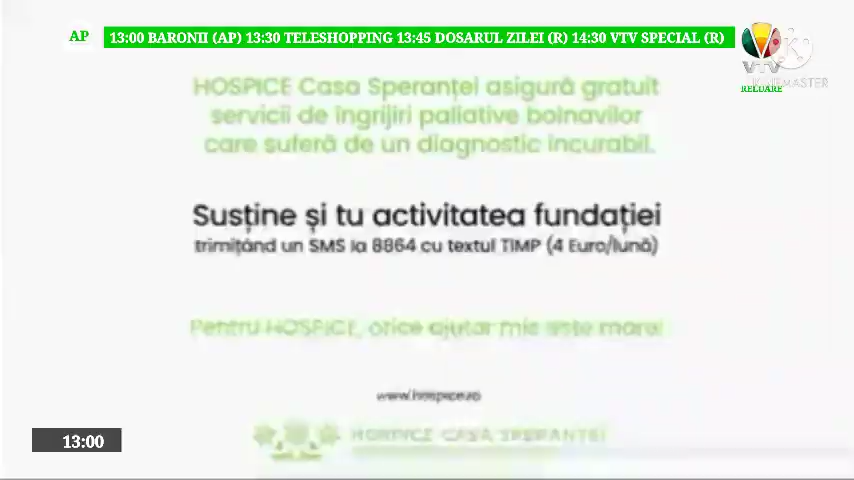 AP
13:00 BARONII (AP) 13:30 TELESHOPPING 13:45 DOSARUL ZILEI (R) 14:30 VTV SPECIAL (R)
VTV
KINEMASTER
RELUARE
HOSPICE Casa Speranței asigură gratuit
servicii de îngrijiri paliative bolnavilor
care suferă de un diagnostic incurabil.
Susține și tu activitatea fundației
trimițând un SMS la 8864 cu textul TIMP (4 Euro/lună)
Pentru HOSPICE, orice ajutor mic este mare!
www.hospice.ro
HOSPICE CASA SPERANȚEI
13:00